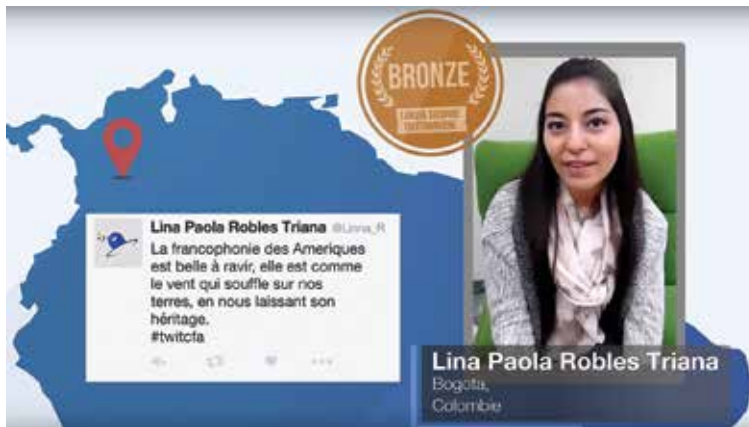 BRONZE
Lina Paola Robles Triana
La francophonie des Ameriques
est belle à ravir, elle est comme
le vent qui souffle sur nos
terres, en nous laissant son
héritage.
#twitcfa
Lina Paola Robles Triana
Bogota,
Colombie